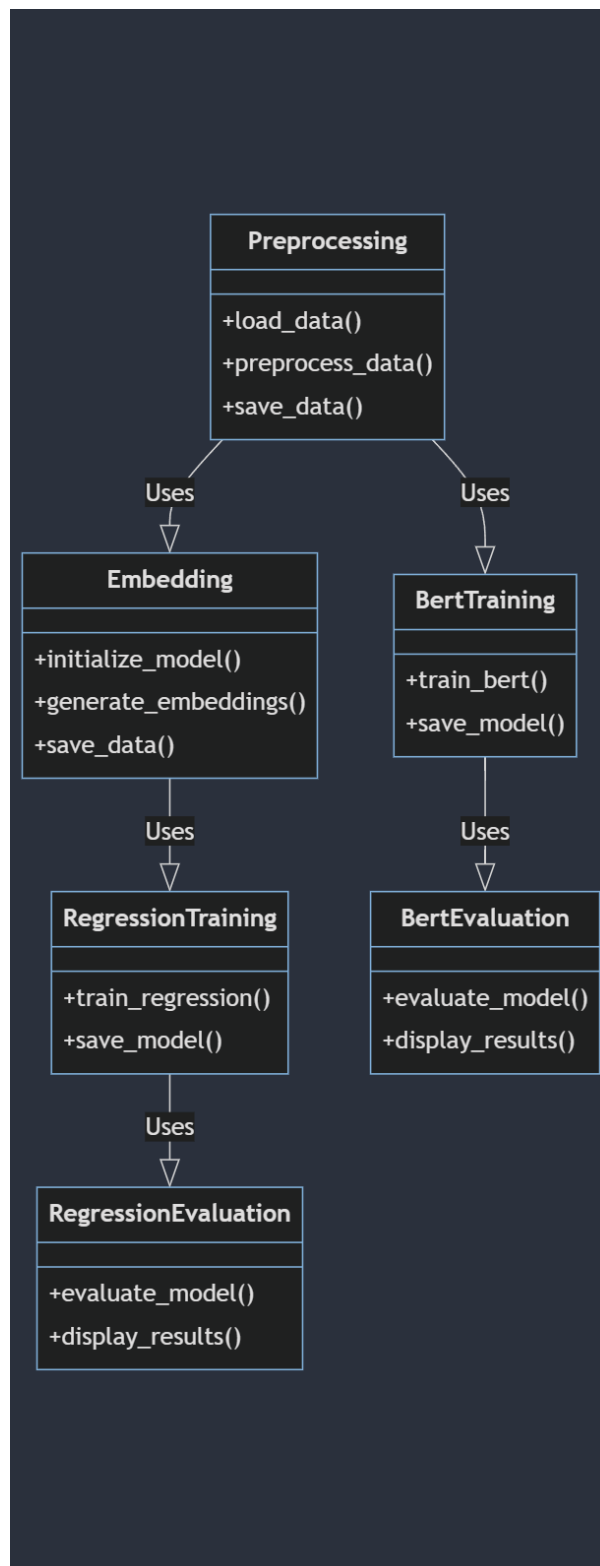 Preprocessing
+load_data()
+preprocess_data()
+save_data()
Uses
Uses
Embedding
+initialize_model()
+generate_embeddings()
+save_data()
BertTraining
+train_bert()
+save_model()
Uses
Uses
RegressionTraining
+train_regression()
+save_model()
BertEvaluation
+evaluate_model()
+display_results()
Uses
RegressionEvaluation
+evaluate_model()
+display_results()